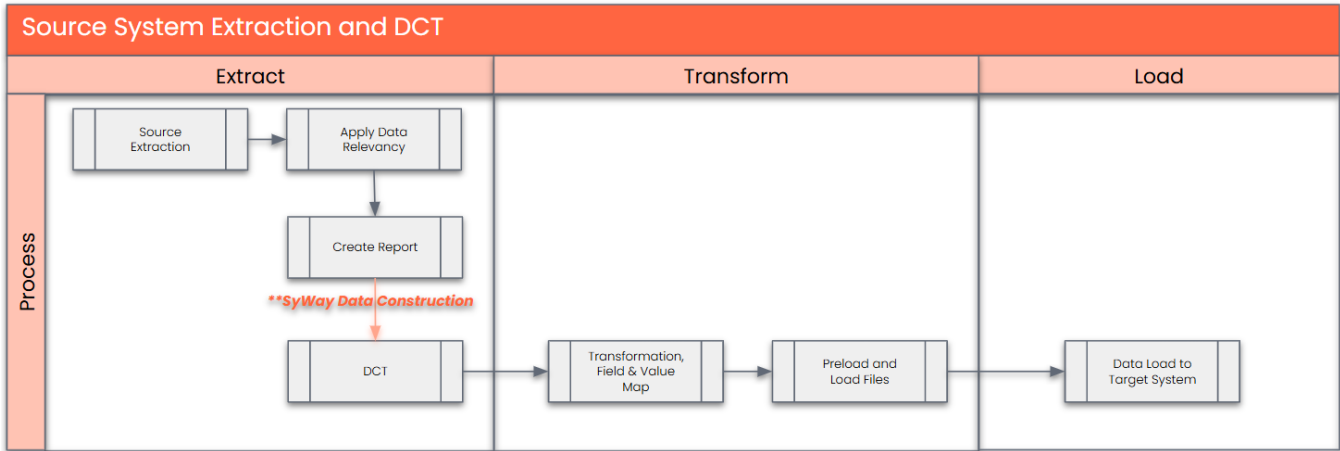 Source System Extraction and DCT
Extract
Transform
Load
Process
Source
Extraction
Apply Data
Relevancy
Create Report
**SyWay Data Construction
DCT
Transformation,
Field & Value
Map
Preload and
Load Files
Data Load to
Target System